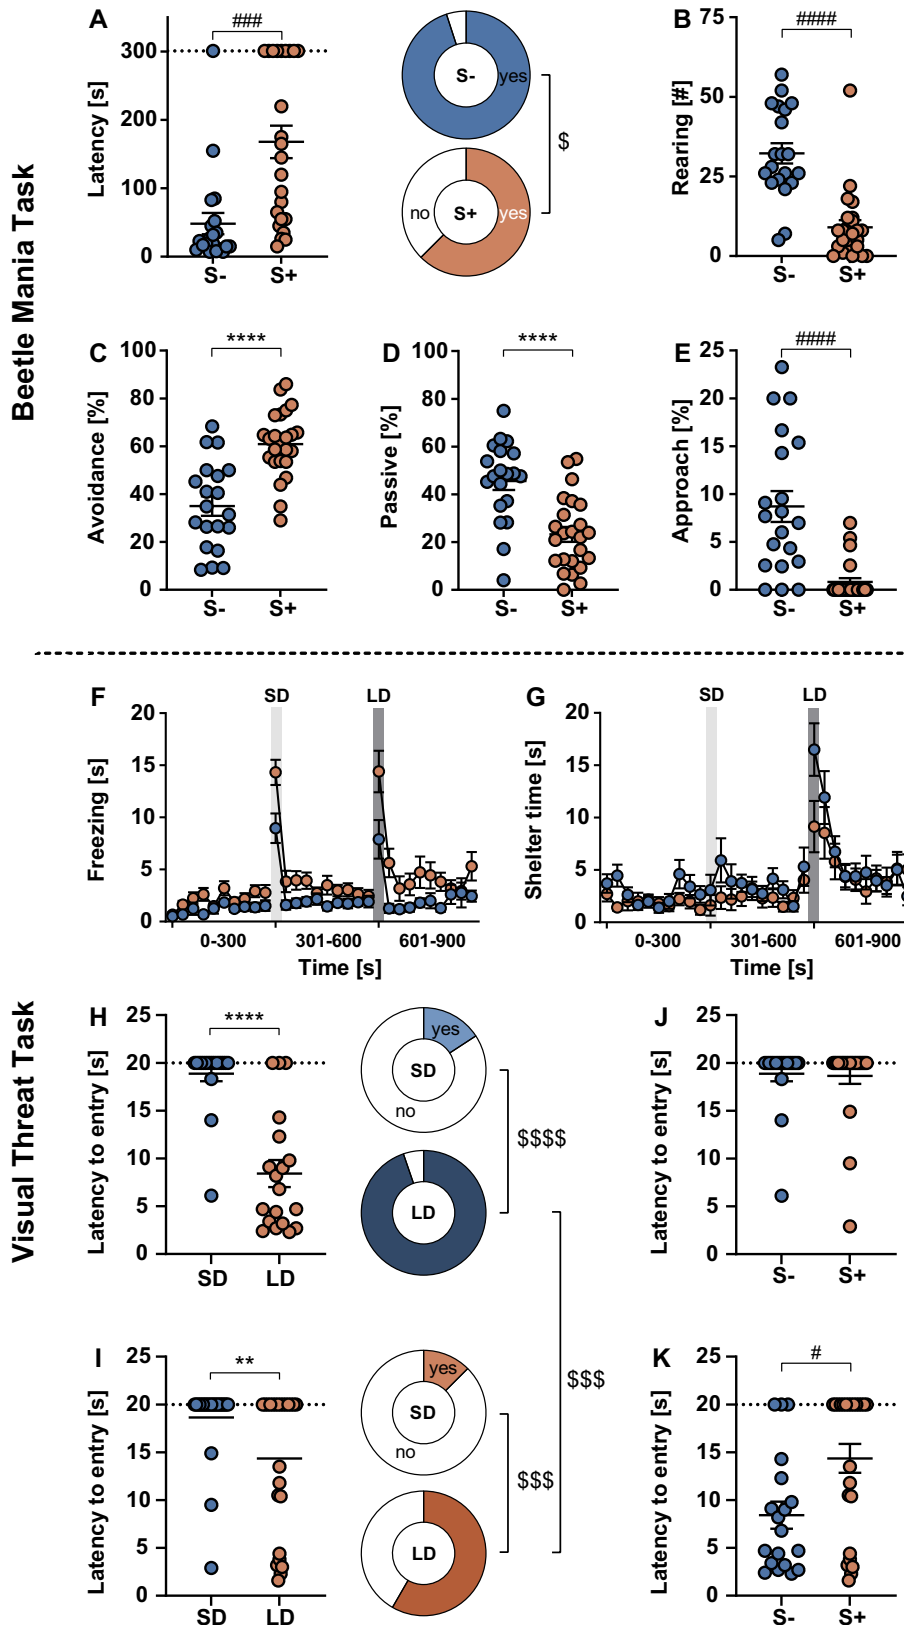 Beetle Mania Task
A
###
300
200
100
0
Latency [s]
S-
S+
S-
yes
$
no
S+
yes
B
####
75
50
25
0
Rearing [#]
S-
S+
C
****
100
80
60
40
20
0
Avoidance [%]
S-
S+
D
****
100
80
60
40
20
0
Passive [%]
S-
S+
E
####
25
20
15
10
5
0
Approach [%]
S-
S+
Visual Threat Task
F
SD
LD
20
15
10
5
0
Freezing [s]
0-300
301-600
601-900
Time [s]
G
SD
LD
20
15
10
5
0
Shelter time [s]
0-300
301-600
601-900
Time [s]
H
****
25
20
15
10
5
0
Latency to entry [s]
SD
LD
yes
SD
no
$$$$
LD
J
25
20
15
10
5
0
Latency to entry [s]
S-
S+
$$$
I
**
25
20
15
10
5
0
Latency to entry [s]
SD
LD
yes
SD
no
$$$
LD
K
#
25
20
15
10
5
0
Latency to entry [s]
S-
S+